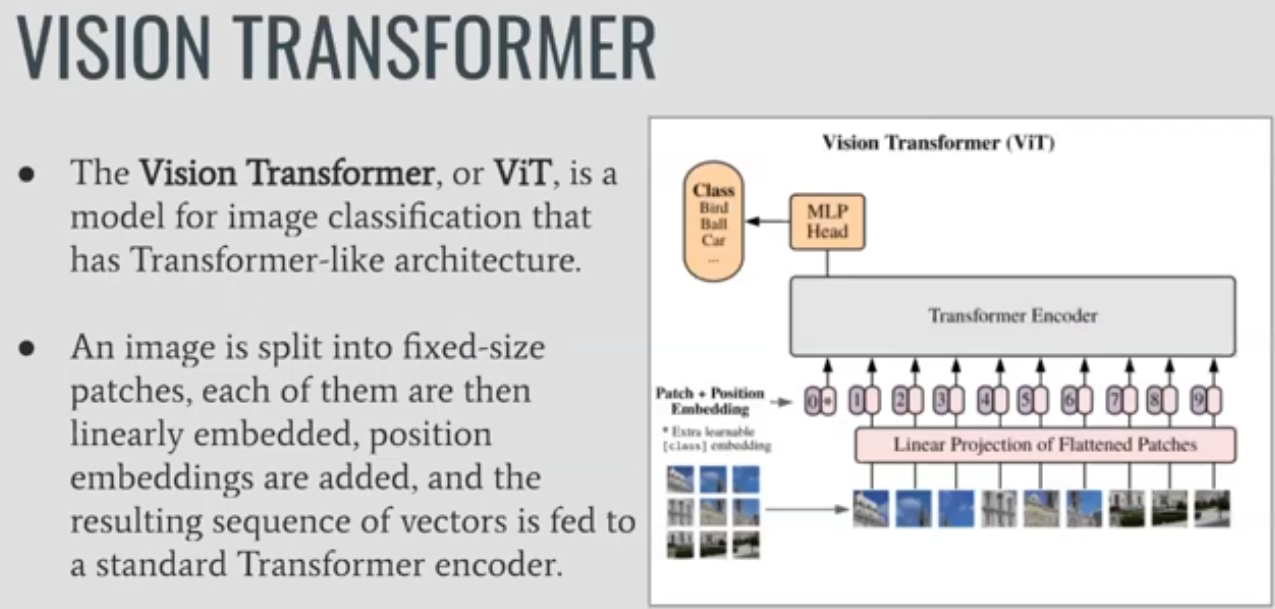 VISION TRANSFORMER
● The Vision Transformer, or ViT, is a
model for image classification that
has Transformer-like architecture.
● An image is split into fixed-size
patches, each of them are then
linearly embedded, position
embeddings are added, and the
resulting sequence of vectors is fed to
a standard Transformer encoder.
Vision Transformer (ViT)
Class
Bird
Ball
Car
...
MLP
Head
Transformer Encoder
Patch + Position
Embedding
* Extra learnable
[class] embedding
0 * 1 2 3 4 5 6 7 8 9
Linear Projection of Flattened Patches